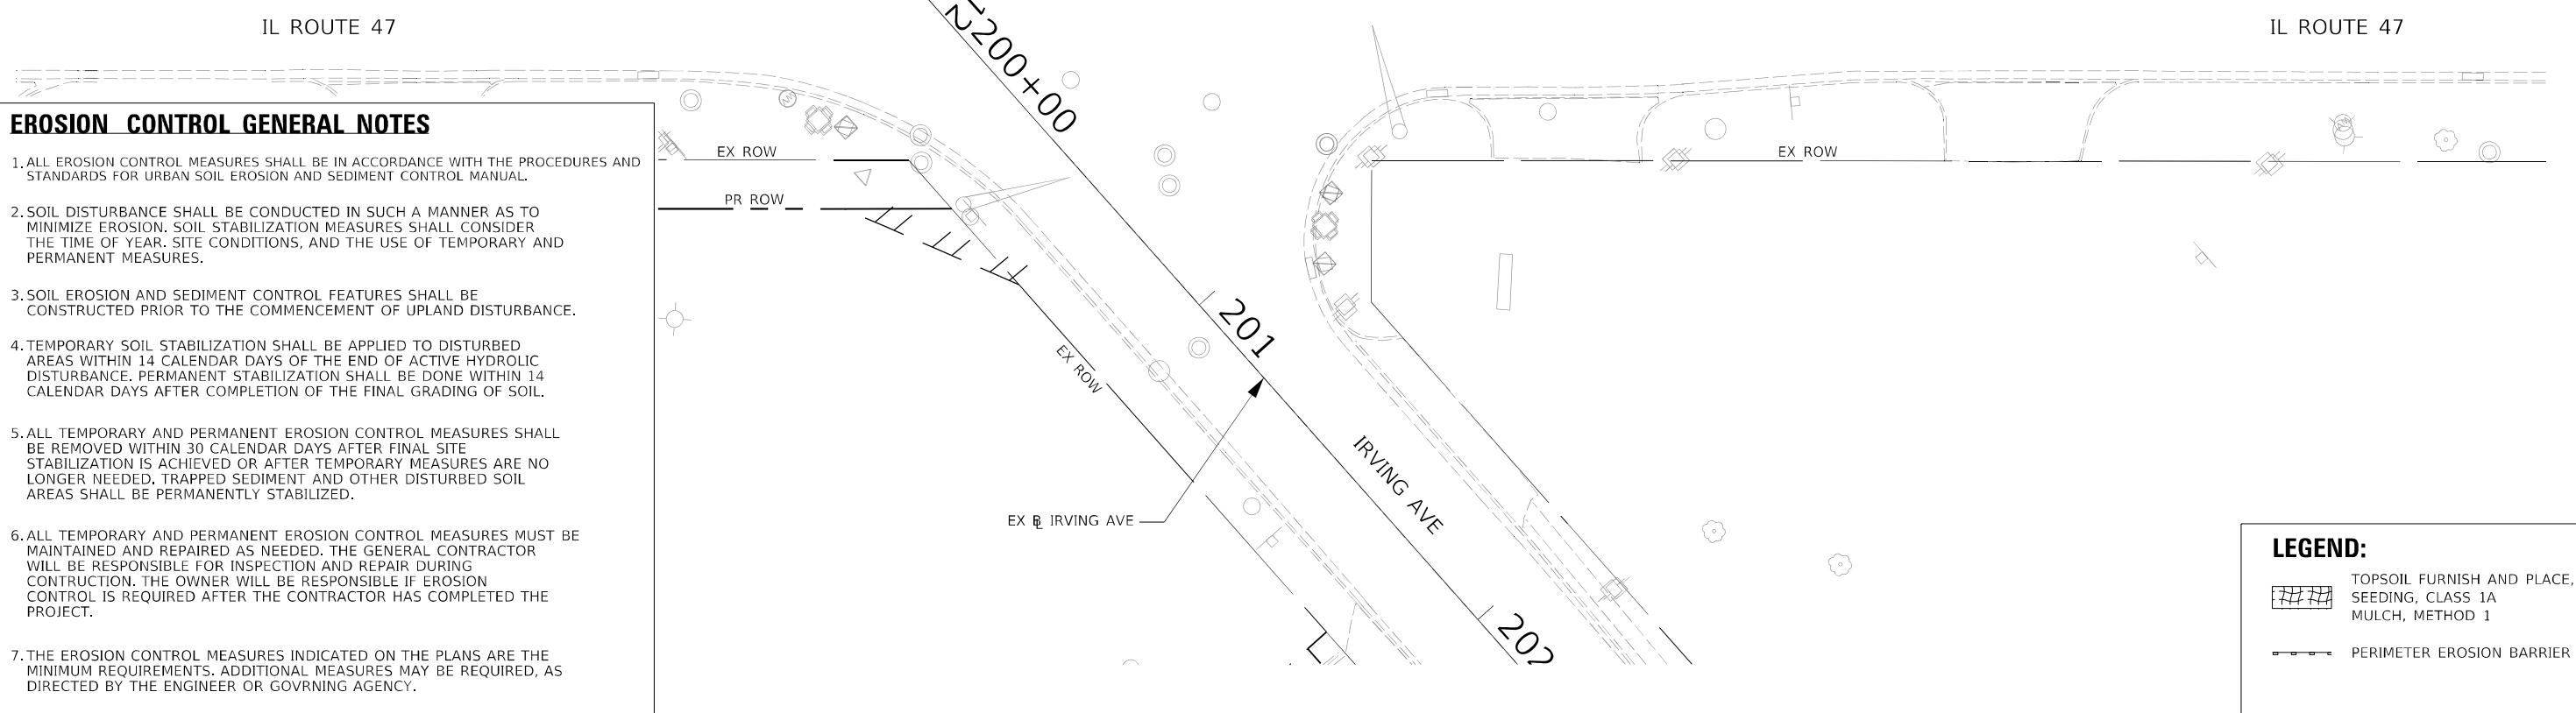 IL ROUTE 47
IL ROUTE 47
EROSION CONTROL GENERAL NOTES
1. ALL EROSION CONTROL MEASURES SHALL BE IN ACCORDANCE WITH THE PROCEDURES AND
STANDARDS FOR URBAN SOIL EROSION AND SEDIMENT CONTROL MANUAL.
2. SOIL DISTURBANCE SHALL BE CONDUCTED IN SUCH A MANNER AS TO
MINIMIZE EROSION. SOIL STABILIZATION MEASURES SHALL CONSIDER
THE TIME OF YEAR. SITE CONDITIONS, AND THE USE OF TEMPORARY AND
PERMANENT MEASURES.
3. SOIL EROSION AND SEDIMENT CONTROL FEATURES SHALL BE
CONSTRUCTED PRIOR TO THE COMMENCEMENT OF UPLAND DISTURBANCE.
4. TEMPORARY SOIL STABILIZATION SHALL BE APPLIED TO DISTURBED
AREAS WITHIN 14 CALENDAR DAYS OF THE END OF ACTIVE HYDROLIC
DISTURBANCE. PERMANENT STABILIZATION SHALL BE DONE WITHIN 14
CALENDAR DAYS AFTER COMPLETION OF THE FINAL GRADING OF SOIL.
5. ALL TEMPORARY AND PERMANENT EROSION CONTROL MEASURES SHALL
BE REMOVED WITHIN 30 CALENDAR DAYS AFTER FINAL SITE
STABILIZATION IS ACHIEVED OR AFTER TEMPORARY MEASURES ARE NO
LONGER NEEDED. TRAPPED SEDIMENT AND OTHER DISTURBED SOIL
AREAS SHALL BE PERMANENTLY STABILIZED.
6. ALL TEMPORARY AND PERMANENT EROSION CONTROL MEASURES MUST BE
MAINTAINED AND REPAIRED AS NEEDED. THE GENERAL CONTRACTOR
WILL BE RESPONSIBLE FOR INSPECTION AND REPAIR DURING
CONTRUCTION. THE OWNER WILL BE RESPONSIBLE IF EROSION
CONTROL IS REQUIRED AFTER THE CONTRACTOR HAS COMPLETED THE
PROJECT.
7. THE EROSION CONTROL MEASURES INDICATED ON THE PLANS ARE THE
MINIMUM REQUIREMENTS. ADDITIONAL MEASURES MAY BE REQUIRED, AS
DIRECTED BY THE ENGINEER OR GOVRNING AGENCY.
EX ROW
PR ROW
200+00
EX ROW
201
EX ROW
IRVING AVE
EX BL IRVING AVE
202
LEGEND:
TOPSOIL FURNISH AND PLACE,
SEEDING, CLASS 1A
MULCH, METHOD 1
PERIMETER EROSION BARRIER